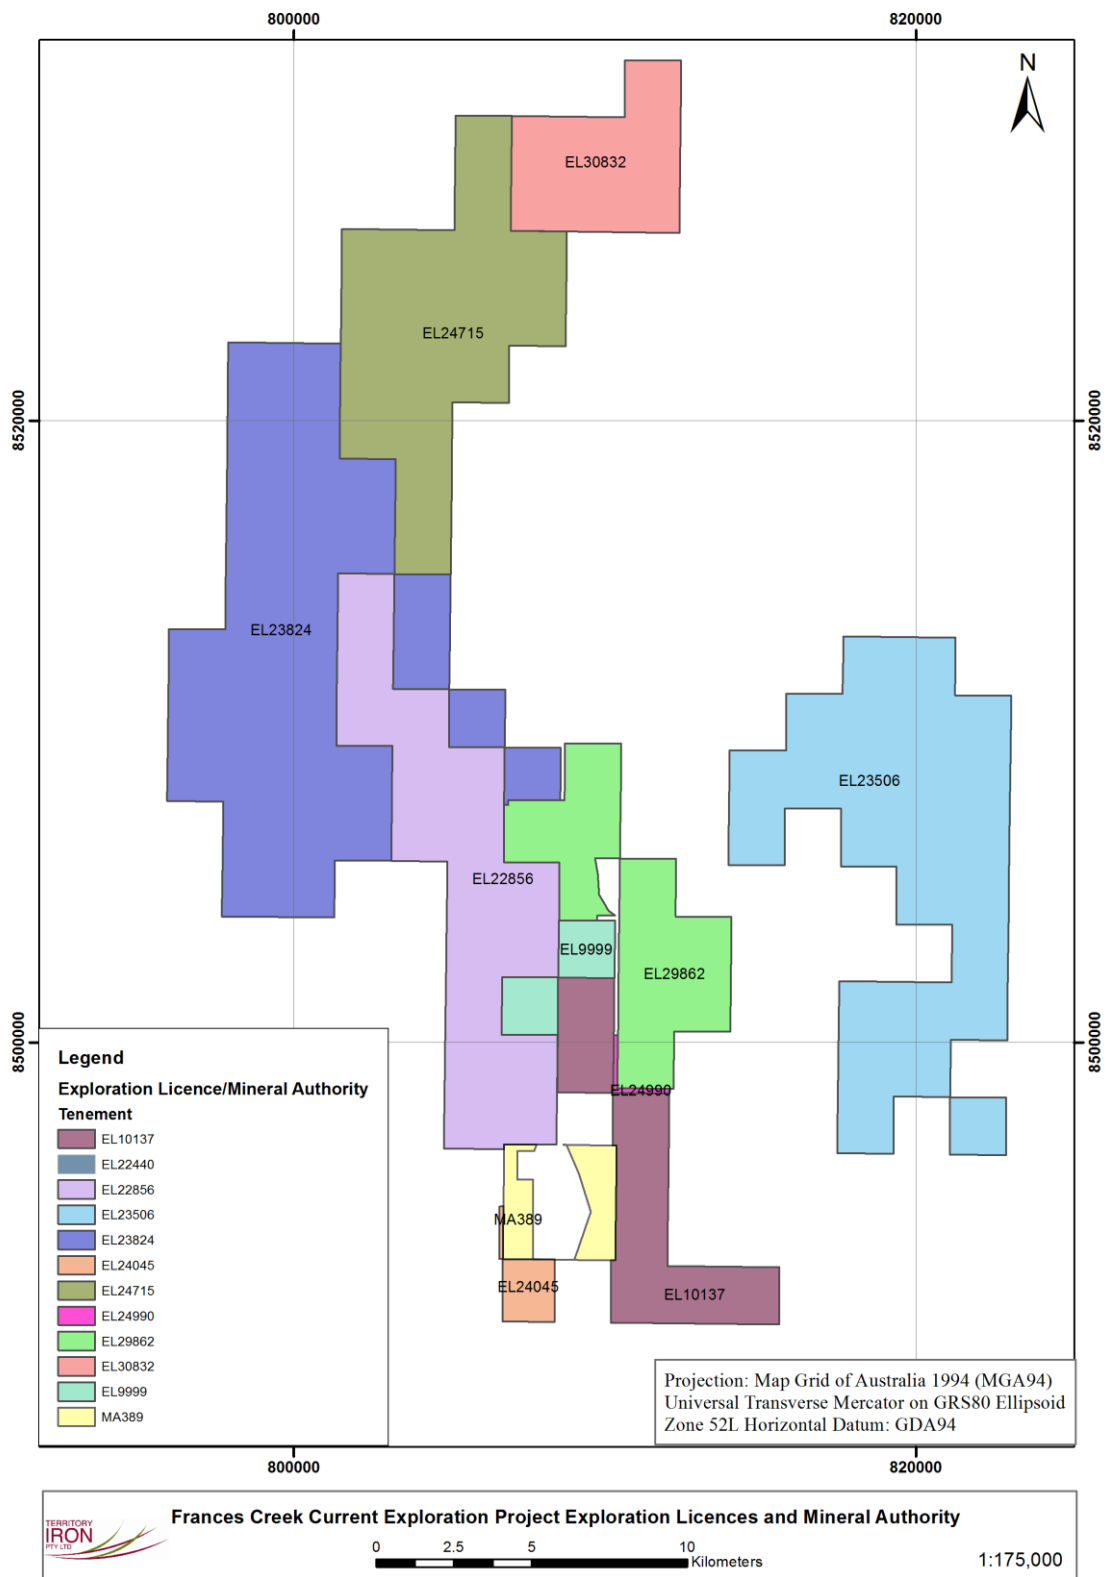 800000
820000
N
EL30832
EL24715
8520000
8520000
EL23824
EL23506
EL22856
EL9999
EL29862
8500000
8500000
EL24990
MA389
EL24045
EL10137
Legend
Exploration Licence/Mineral Authority
Tenement
EL10137
EL22440
EL22856
EL23506
EL23824
EL24045
EL24715
EL24990
EL29862
EL30832
EL9999
MA389
Projection: Map Grid of Australia 1994 (MGA94)
Universal Transverse Mercator on GRS80 Ellipsoid
Zone 52L Horizontal Datum: GDA94
800000
820000
TERRITORY
IRON
PTY LTD
Frances Creek Current Exploration Project Exploration Licences and Mineral Authority
0 2.5 5 10
Kilometers
1:175,000